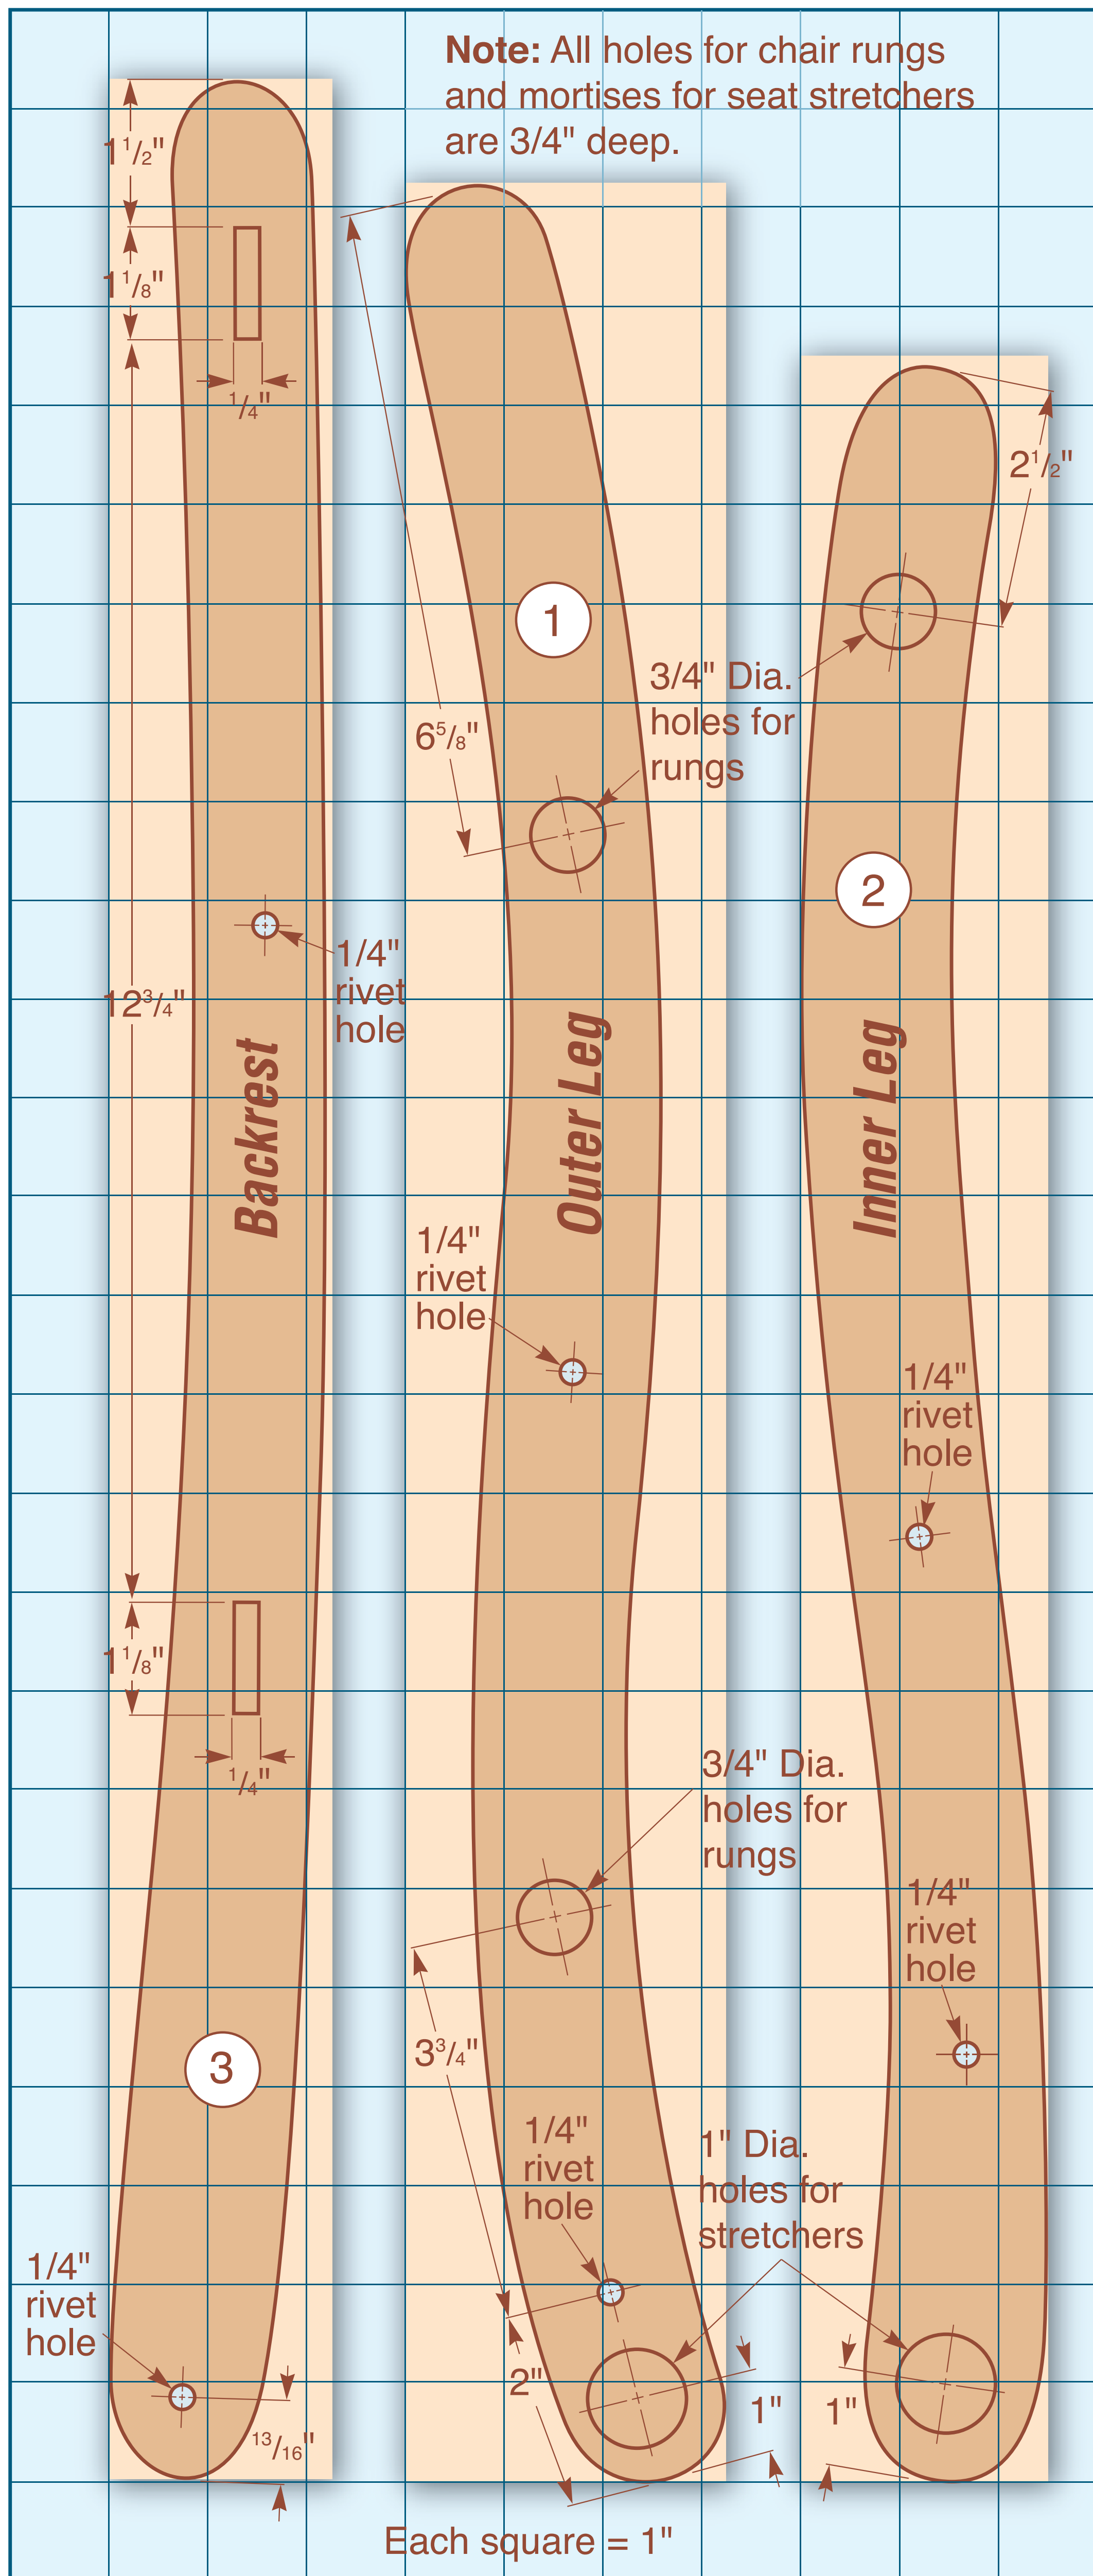 Note: All holes for chair rungs
and mortises for seat stretchers
are 3/4" deep.
1 1/2"
1 1/8"
1/4"
12 3/4"
1/4"
rivet
hole
Backrest
1 1/8"
1/4"
3
1/4"
rivet
hole
13/16"
1
6 5/8"
3/4" Dia.
holes for
rungs
Outer Leg
1/4"
rivet
hole
3/4" Dia.
holes for
rungs
3 3/4"
1/4"
rivet
hole
2"
1" Dia.
holes for
stretchers
1"
2 1/2"
2
Inner Leg
1/4"
rivet
hole
1/4"
rivet
hole
1"
Each square = 1"